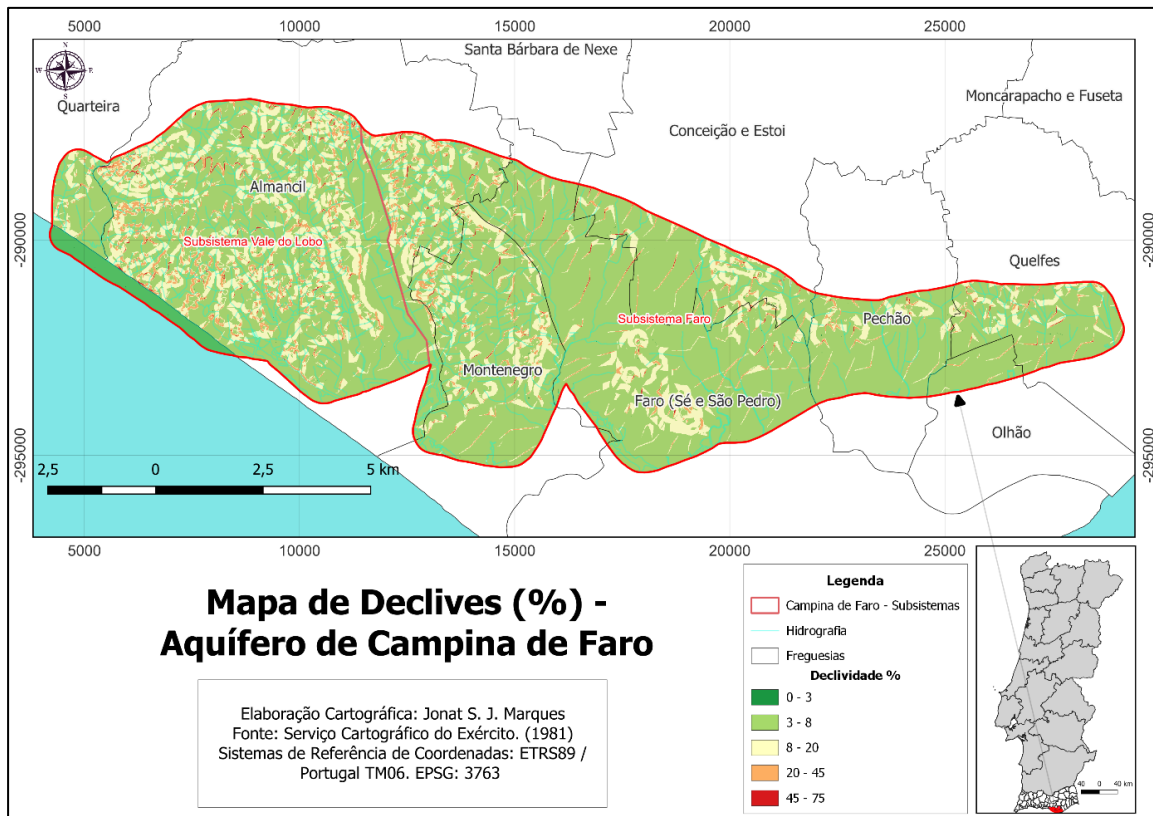 5000 10000 15000 20000 25000
Santa Bárbara de Nexe
N
W E
S
Quarteira
Moncarapacho e Fuseta
Conceição e Estoi
Almancil
-290000
-290000
Subsistema Vale do Lobo
Quelfes
Subsistema Faro
Pechão
Montenegro
Faro (Sé e São Pedro)
Olhão
-295000
-295000
2,5 0 2,5 5 km
5000 10000 15000 20000 25000
Mapa de Declives (%) -
Aquífero de Campina de Faro
Elaboração Cartográfica: Jonat S. J. Marques
Fonte: Serviço Cartográfico do Exército. (1981)
Sistemas de Referência de Coordenadas: ETRS89 /
Portugal TM06. EPSG: 3763
Legenda
Campina de Faro - Subsistemas
Hidrografia
Freguesias
Declividade %
0 - 3
3 - 8
8 - 20
20 - 45
45 - 75
40 0 40 km